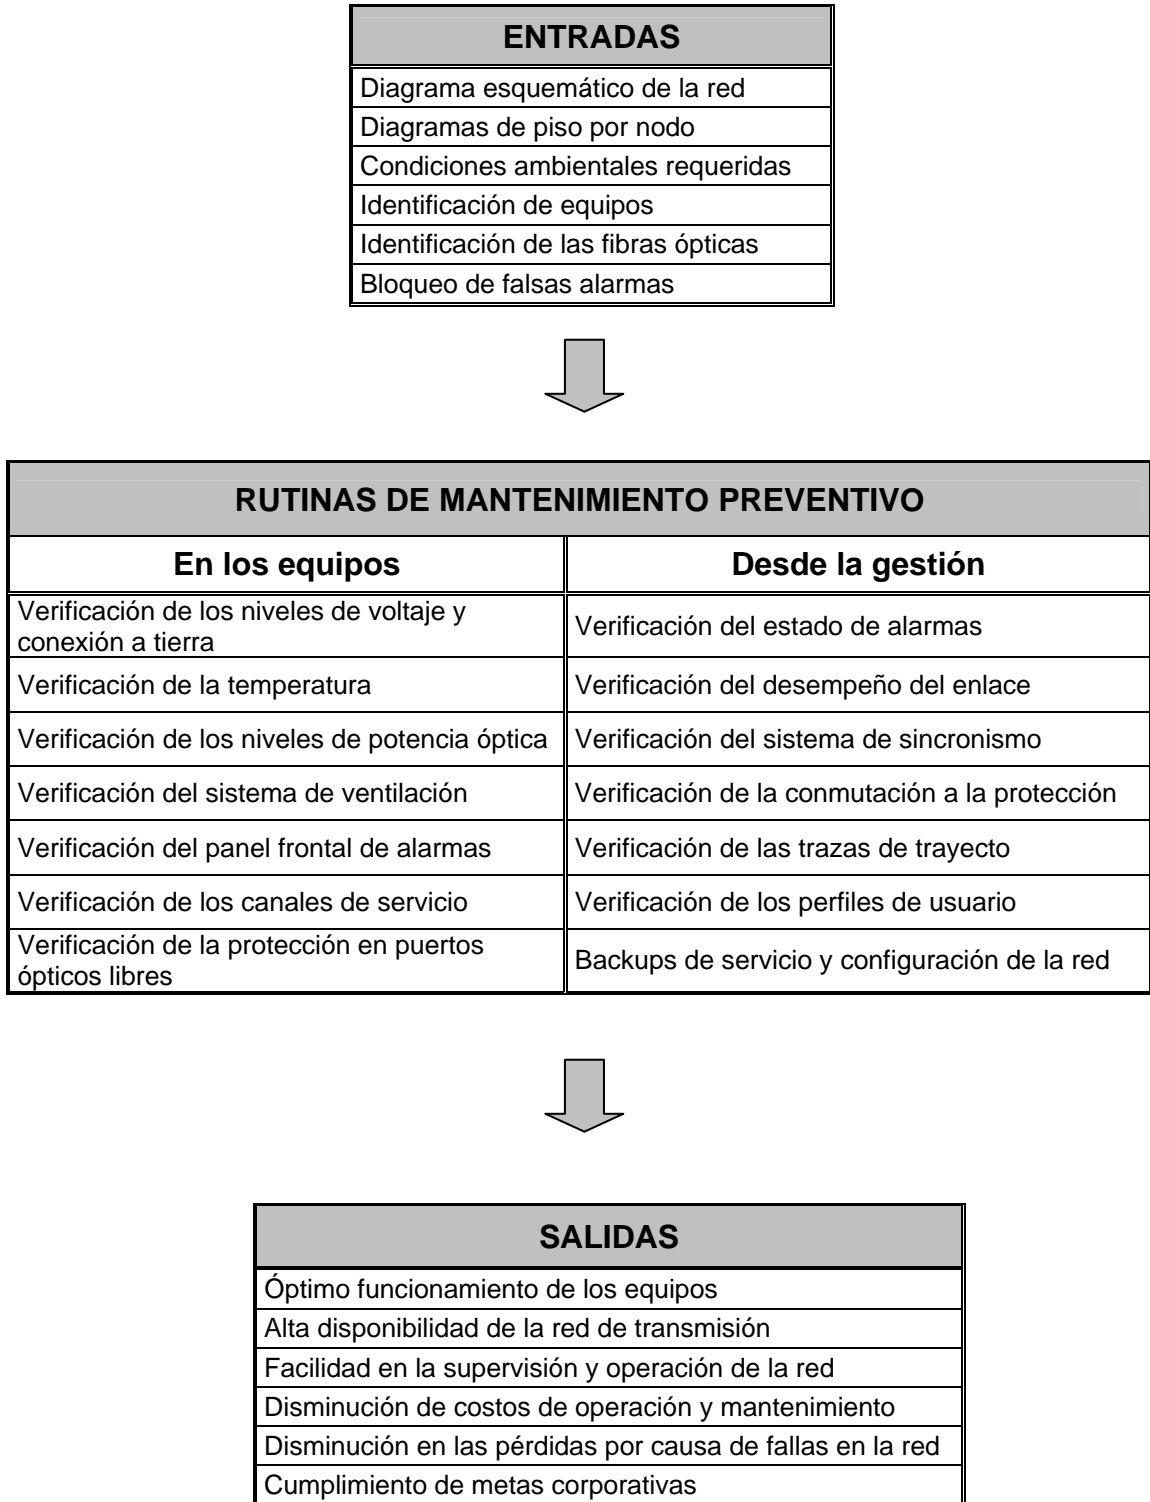 ENTRADAS
Diagrama esquemático de la red
Diagramas de piso por nodo
Condiciones ambientales requeridas
Identificación de equipos
Identificación de las fibras ópticas
Bloqueo de falsas alarmas
RUTINAS DE MANTENIMIENTO PREVENTIVO
En los equipos
Desde la gestión
Verificación de los niveles de voltaje y
conexión a tierra
Verificación del estado de alarmas
Verificación de la temperatura
Verificación del desempeño del enlace
Verificación de los niveles de potencia óptica
Verificación del sistema de sincronismo
Verificación del sistema de ventilación
Verificación de la conmutación a la protección
Verificación del panel frontal de alarmas
Verificación de las trazas de trayecto
Verificación de los canales de servicio
Verificación de los perfiles de usuario
Verificación de la protección en puertos
ópticos libres
Backups de servicio y configuración de la red
SALIDAS
Óptimo funcionamiento de los equipos
Alta disponibilidad de la red de transmisión
Facilidad en la supervisión y operación de la red
Disminución de costos de operación y mantenimiento
Disminución en las pérdidas por causa de fallas en la red
Cumplimiento de metas corporativas